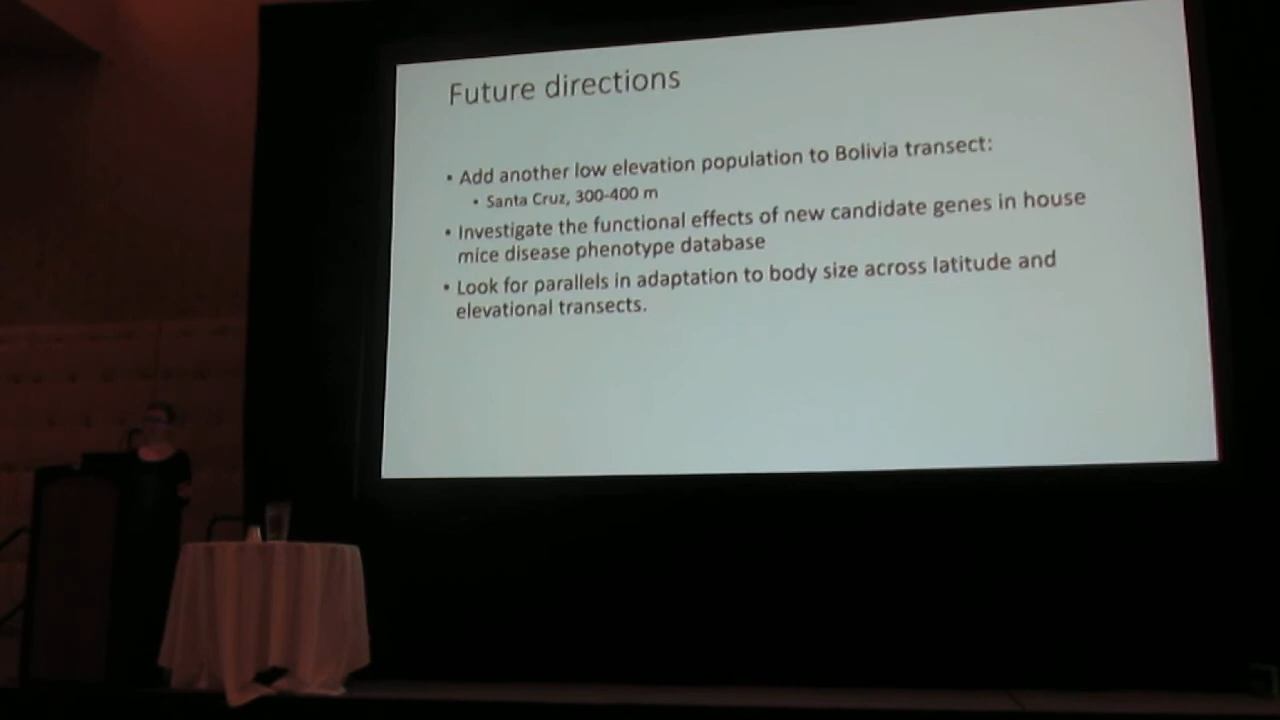 Future directions
• Add another low elevation population to Bolivia transect:
• Santa Cruz, 300-400 m
• Investigate the functional effects of new candidate genes in house
mice disease phenotype database
• Look for parallels in adaptation to body size across latitude and
elevational transects.